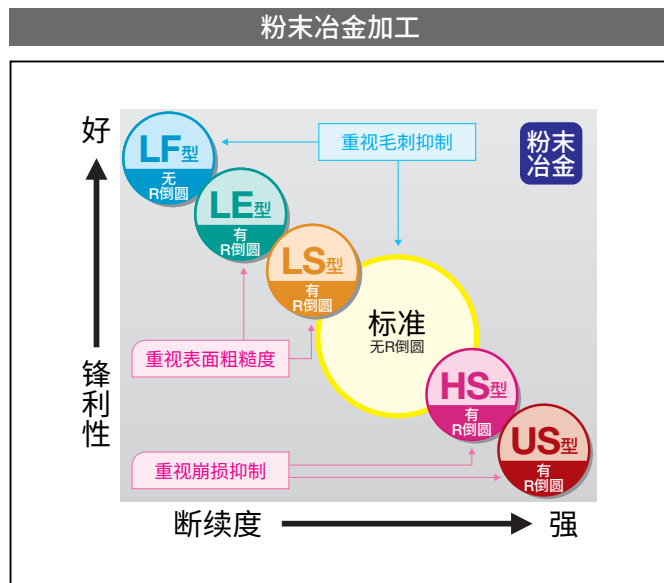 粉末冶金加工
好
锋利性
LF型
无
R倒圆
重视毛刺抑制
粉末
冶金
LE型
有
R倒圆
LS型
有
R倒圆
标准
无R倒圆
重视表面粗糙度
HS型
有
R倒圆
重视崩损抑制
US型
有
R倒圆
断续度
强